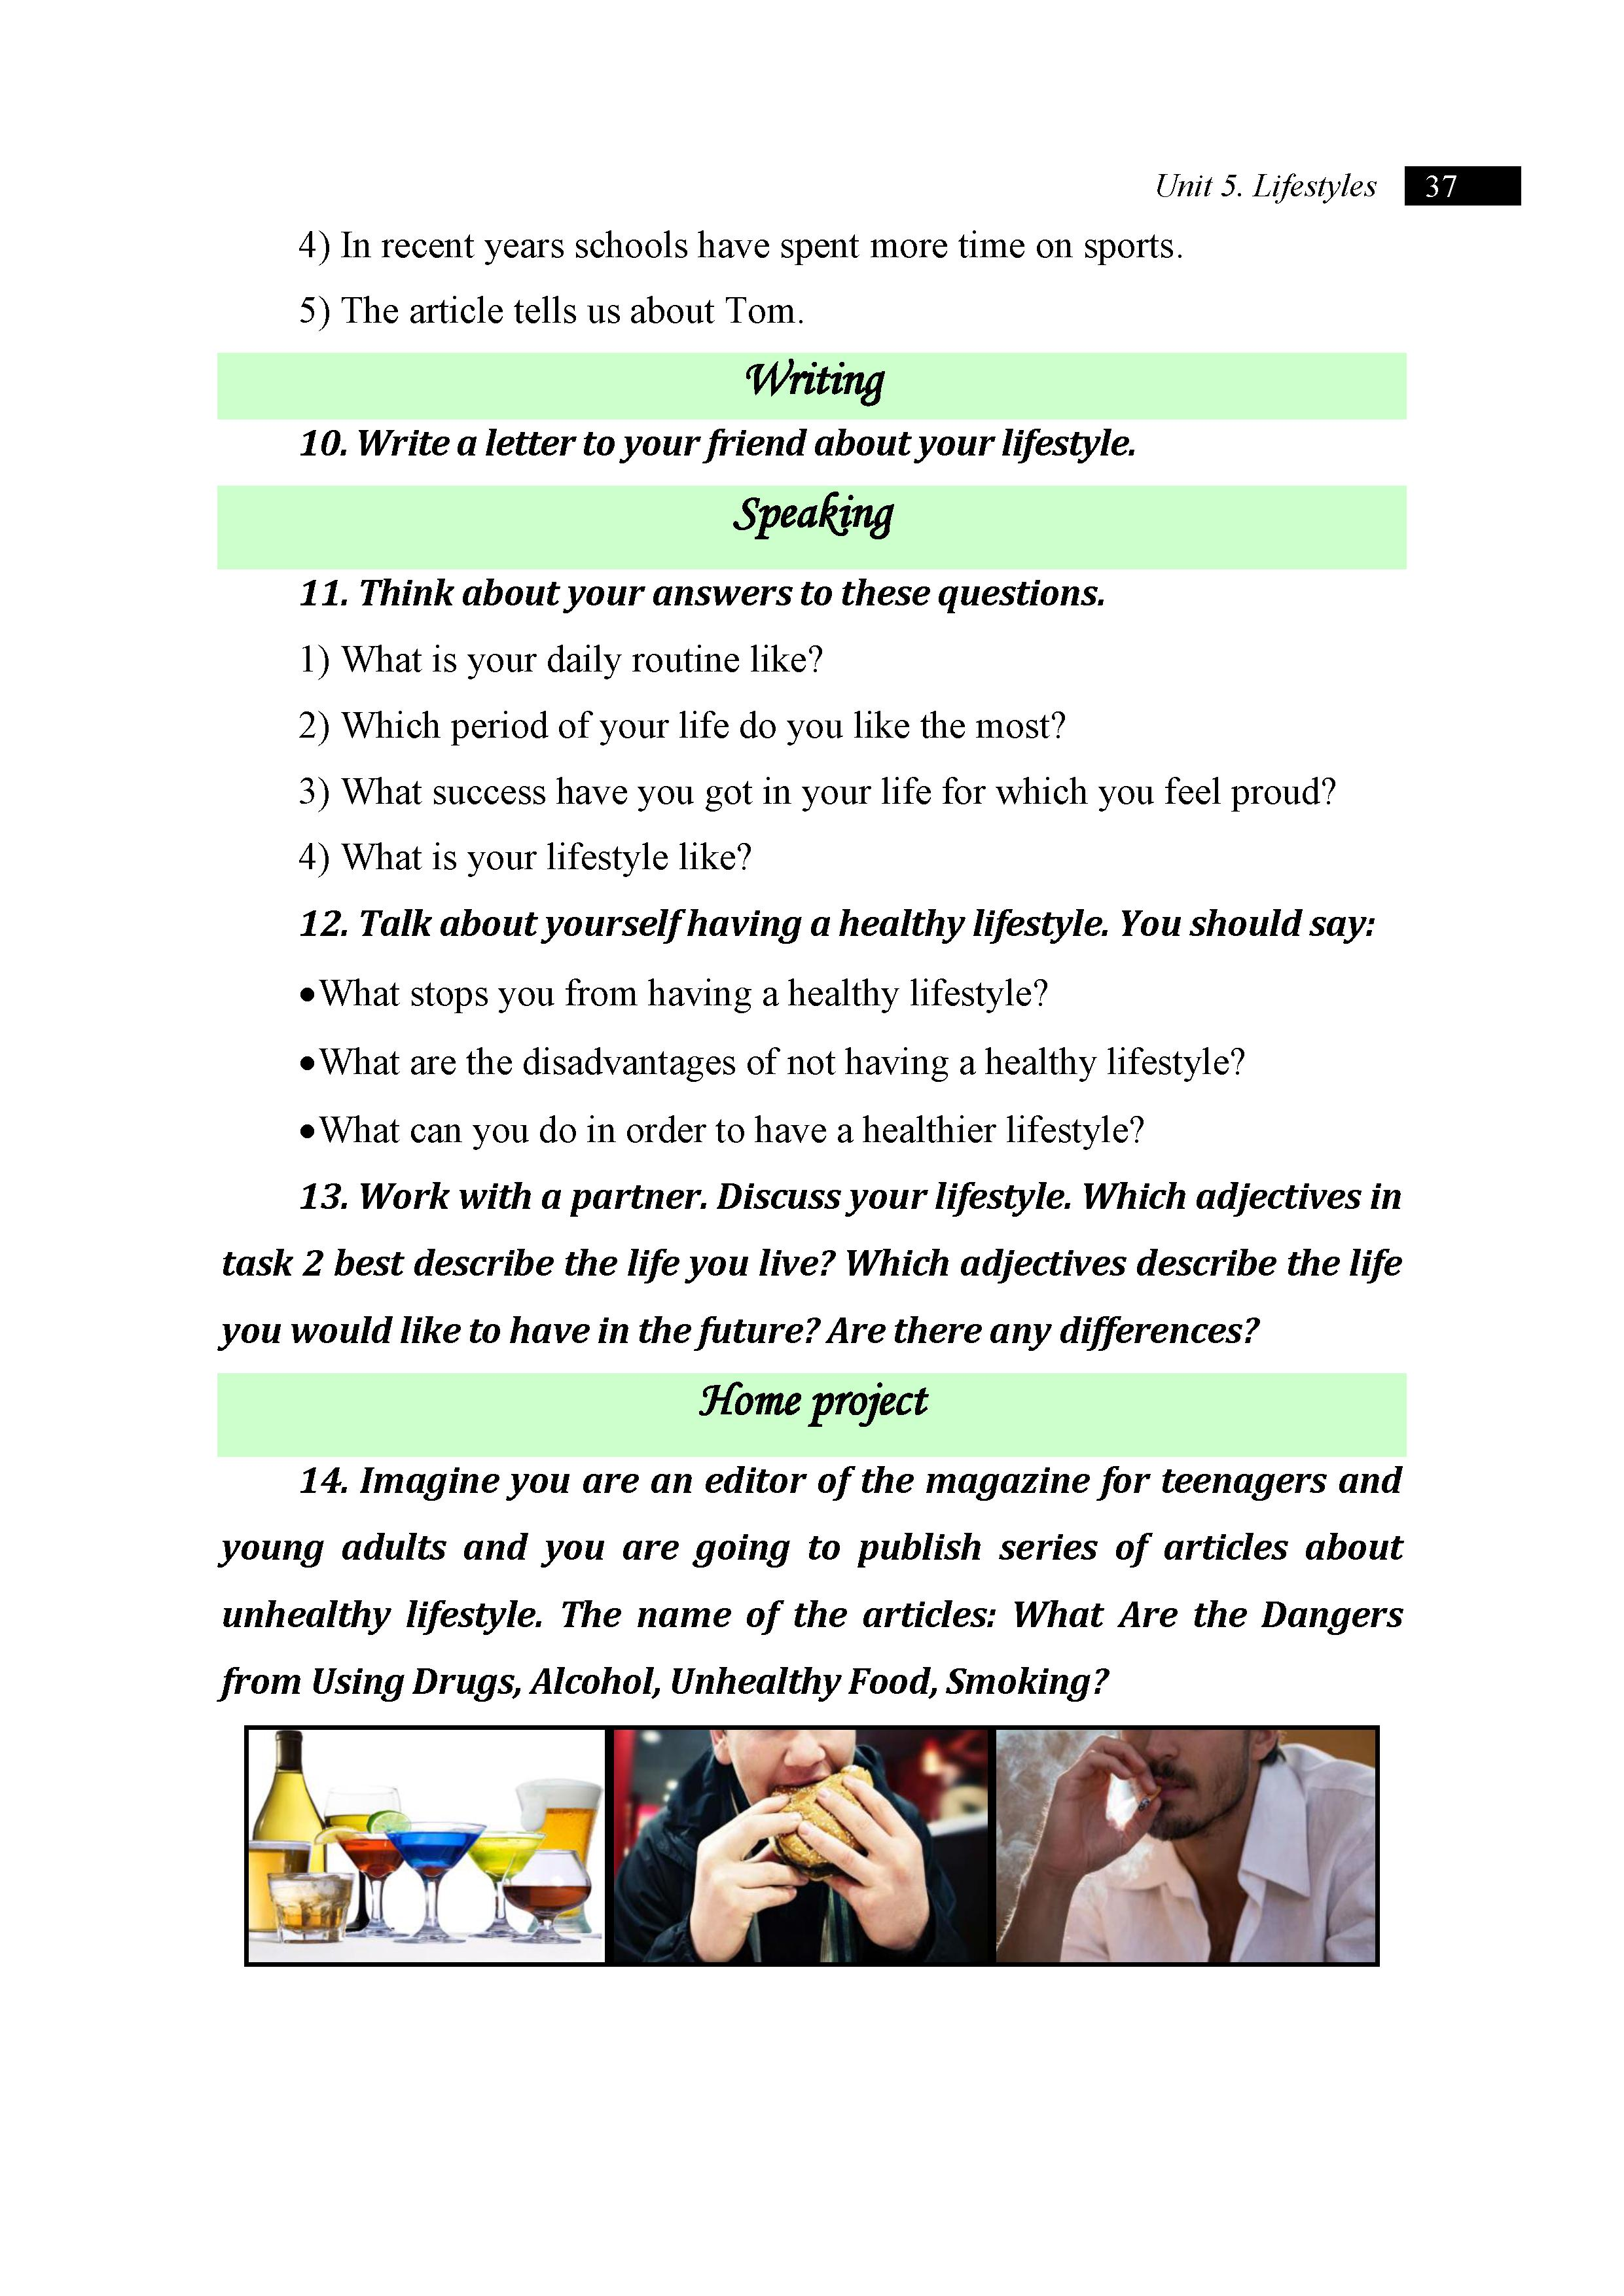 Unit 5. Lifestyles 37
4) In recent years schools have spent more time on sports.
5) The article tells us about Tom.
Writing
10. Write a letter to your friend about your lifestyle.
Speaking
11. Think about your answers to these questions.
1) What is your daily routine like?
2) Which period of your life do you like the most?
3) What success have you got in your life for which you feel proud?
4) What is your lifestyle like?
12. Talk about yourself having a healthy lifestyle. You should say:
•What stops you from having a healthy lifestyle?
•What are the disadvantages of not having a healthy lifestyle?
•What can you do in order to have a healthier lifestyle?
13. Work with a partner. Discuss your lifestyle. Which adjectives in
task 2 best describe the life you live? Which adjectives describe the life
you would like to have in the future? Are there any differences?
Home project
14. Imagine you are an editor of the magazine for teenagers and
young adults and you are going to publish series of articles about
unhealthy lifestyle. The name of the articles: What Are the Dangers
from Using Drugs, Alcohol, Unhealthy Food, Smoking?